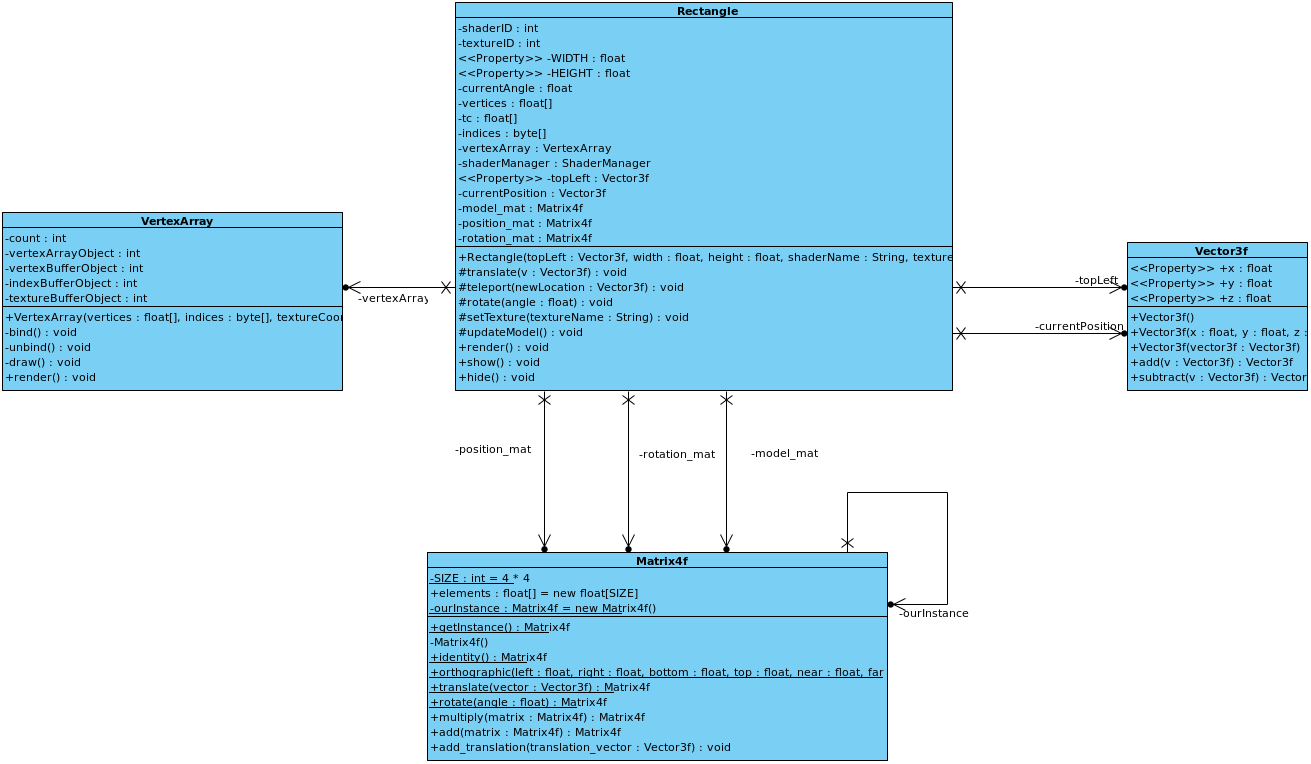 Rectangle
-shaderID : int
-textureID : int
<<Property>> -WIDTH : float
<<Property>> -HEIGHT : float
-currentAngle : float
-vertices : float[]
-tc : float[]
-indices : byte[]
-vertexArray : VertexArray
-shaderManager : ShaderManager
<<Property>> -topLeft : Vector3f
-currentPosition : Vector3f
-model_mat : Matrix4f
-position_mat : Matrix4f
-rotation_mat : Matrix4f
+Rectangle(topLeft : Vector3f, width : float, height : float, shaderName : String, texture
#translate(v : Vector3f) : void
#teleport(newLocation : Vector3f) : void
#rotate(angle : float) : void
#setTexture(textureName : String) : void
#updateModel() : void
+render() : void
+show() : void
+hide() : void
VertexArray
-count : int
-vertexArrayObject : int
-vertexBufferObject : int
-indexBufferObject : int
-textureBufferObject : int
+VertexArray(vertices : float[], indices : byte[], textureCoor
-bind() : void
-unbind() : void
-draw() : void
+render() : void
-vertexArray
-topLeft
-currentPosition
Vector3f
<<Property>> +x : float
<<Property>> +y : float
<<Property>> +z : float
+Vector3f()
+Vector3f(x : float, y : float, z :
+Vector3f(vector3f : Vector3f)
+add(v : Vector3f) : Vector3f
+subtract(v : Vector3f) : Vector
-position_mat
-rotation_mat
-model_mat
Matrix4f
-SIZE : int = 4 * 4
+elements : float[] = new float[SIZE]
-ourInstance : Matrix4f = new Matrix4f()
+getInstance() : Matrix4f
-Matrix4f()
+identity() : Matrix4f
+orthographic(left : float, right : float, bottom : float, top : float, near : float, far
+translate(vector : Vector3f) : Matrix4f
+rotate(angle : float) : Matrix4f
+multiply(matrix : Matrix4f) : Matrix4f
+add(matrix : Matrix4f) : Matrix4f
+add_translation(translation_vector : Vector3f) : void
-ourInstance